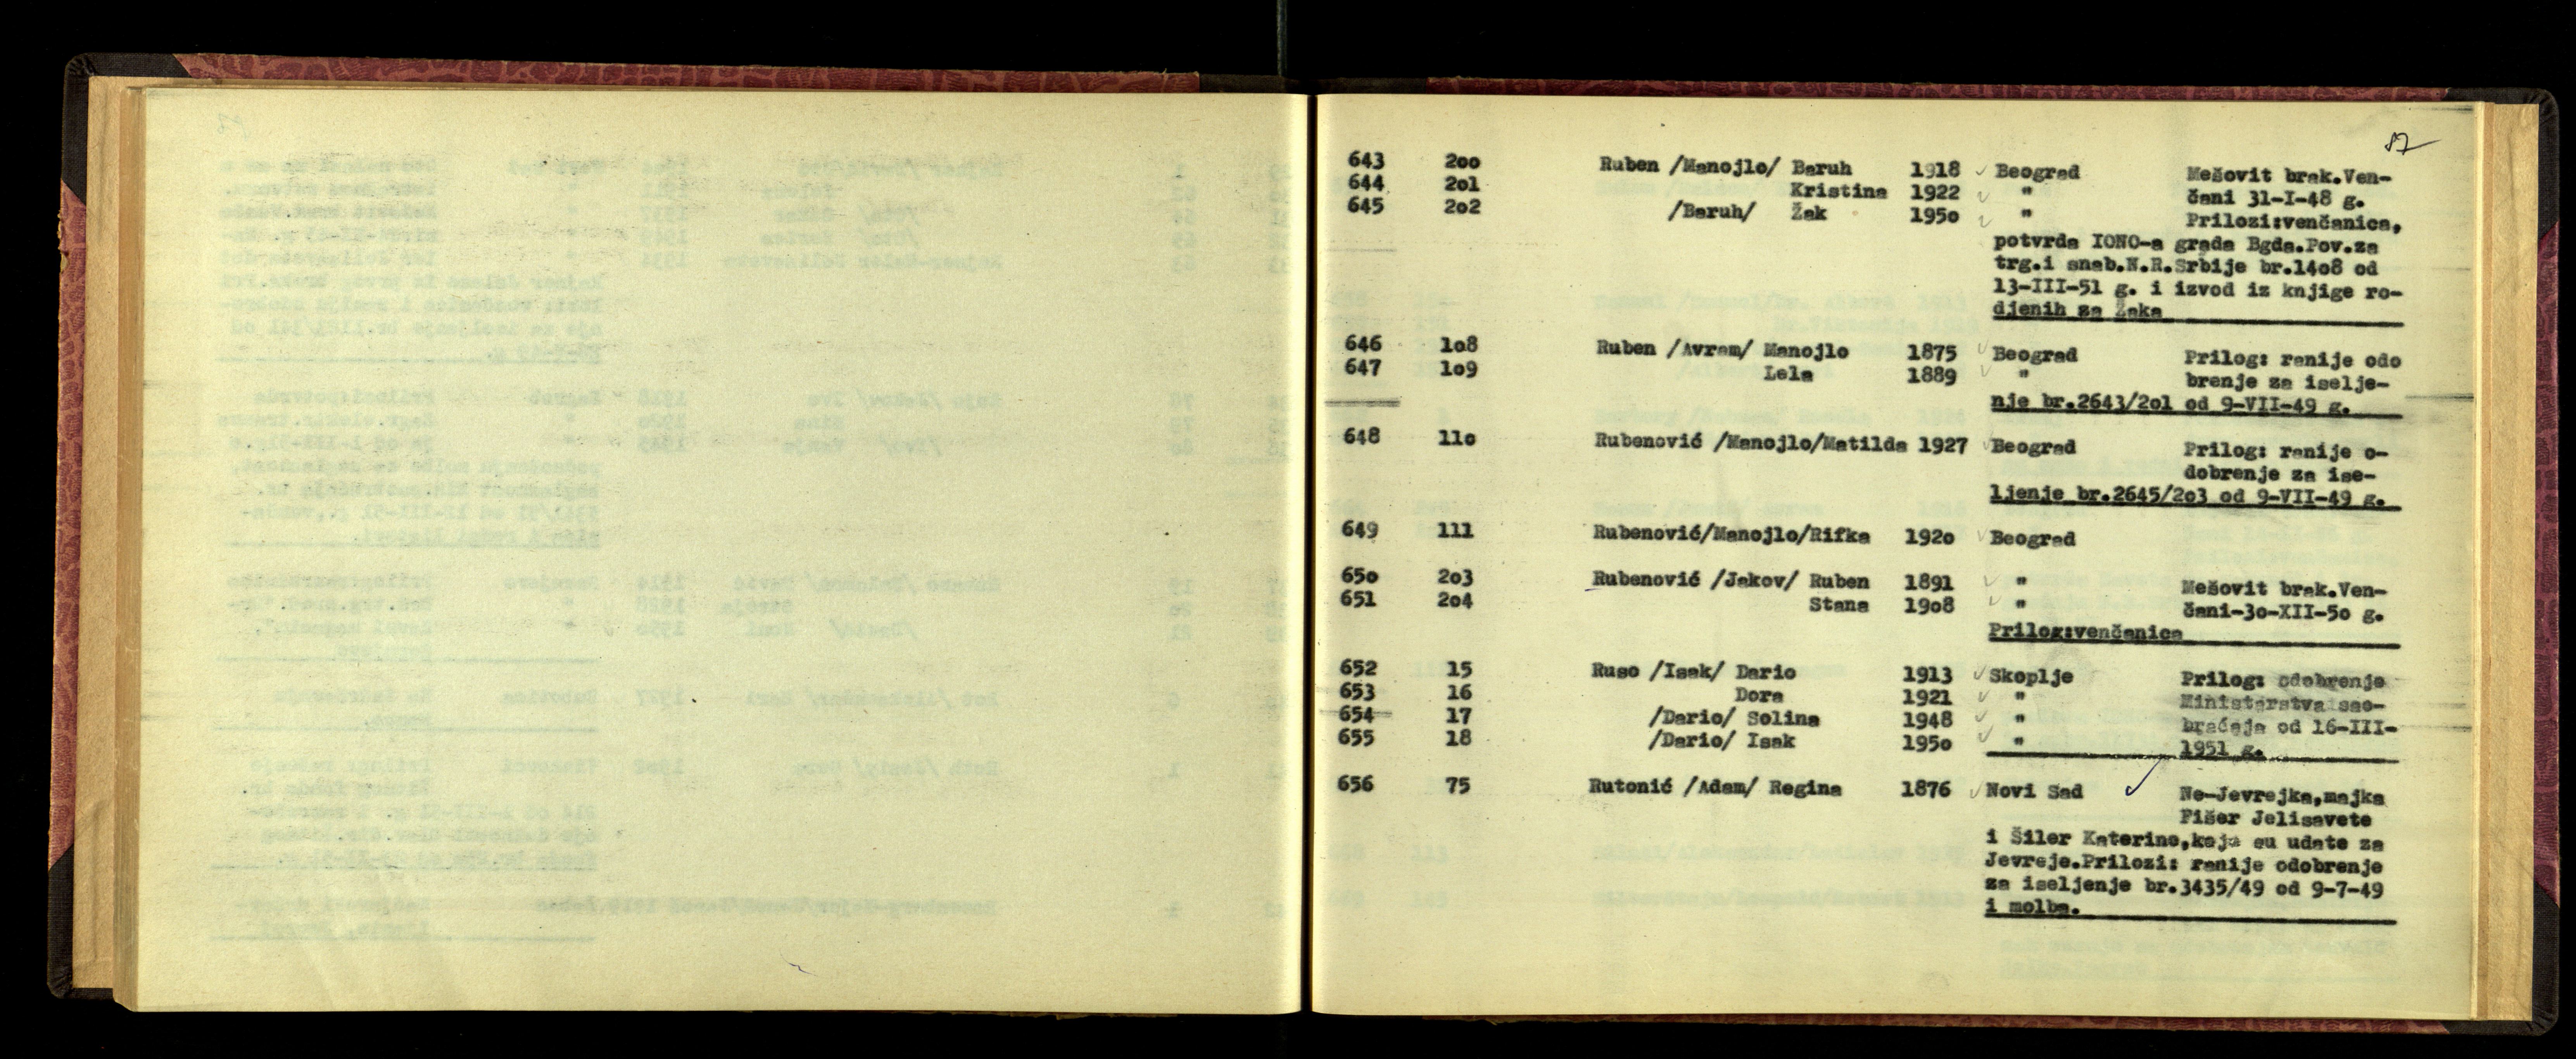 87
643 2oo Ruben /Manojlo/ Baruh 1918 Beograd Mešovit brak.Ven-
644 2o1 Kristina 1922 " čani 31-I-48 g.
645 2o2 /Baruh/ Žak 195o " Prilozi:venčanica,
potvrda IONO-a grada Bgda.Pov.za
trg.i snab.N.R.Srbije br.14o8 od
13-III-51 g. i izvod iz knjige ro-
djenih za Žaka
646 1o8 Ruben /Avram/ Manojlo 1875 Beograd Prilog: ranije odo
647 1o9 Lela 1889 " brenje za iselje-
nje br.2643/2o1 od 9-VII-49 g.
648 11o Rubenović /Manojlo/Matilda 1927 Beograd Prilog: ranije o-
dobrenje za ise-
ljenje br.2645/2o3 od 9-VII-49 g.
649 111 Rubenović/Manojlo/Rifka 192o Beograd
65o 2o3 Rubenović /Jakov/ Ruben 1891 " Mešovit brak.Ven-
651 2o4 Stana 19o8 " čani-3o-XII-5o g.
Prilog:venčanica
652 15 Ruso /Isak/ Dario 1913 Skoplje Prilog: odobrenje
653 16 Dora 1921 " Ministarstva sao-
654 17 /Dario/ Solina 1948 " braćaja od 16-III-
655 18 /Dario/ Isak 195o " 1951 g.
656 75 Rutonić /Adam/ Regina 1876 Novi Sad Ne-Jevrejka,majka
Fišer Jelisavete
i Šiler Katerine,koje su udate za
Jevreje.Prilozi: ranije odobrenje
za iseljenje br.3435/49 od 9-7-49
i molba.